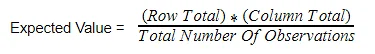 Expected Value = (Row Total) * (Column Total)
Total Number Of Observations